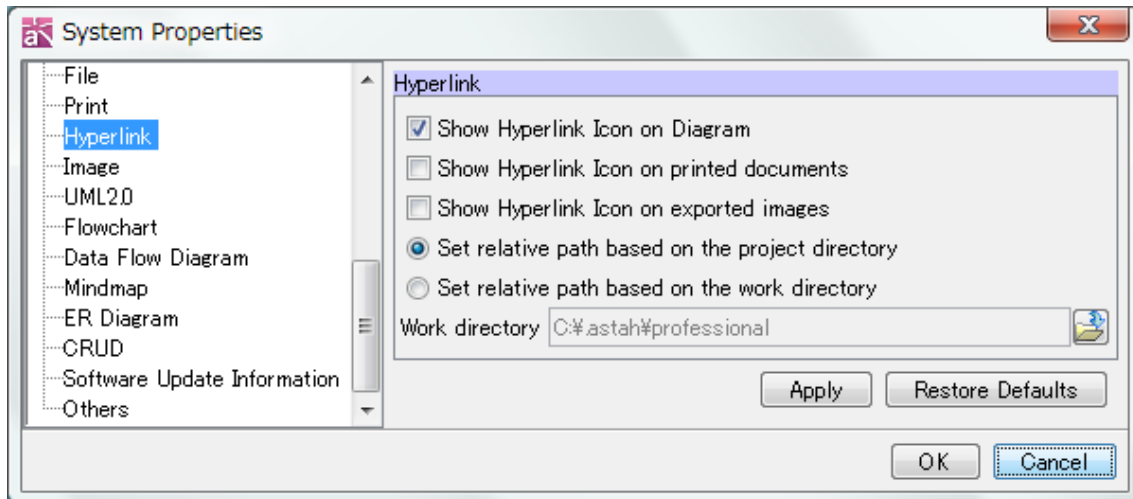 System Properties
File
Print
Hyperlink
Image
UML2.0
Flowchart
Data Flow Diagram
Mindmap
ER Diagram
CRUD
Software Update Information
Others
Hyperlink
Show Hyperlink Icon on Diagram
Show Hyperlink Icon on printed documents
Show Hyperlink Icon on exported images
Set relative path based on the project directory
Set relative path based on the work directory
Work directory C:¥.astah¥professional
Apply Restore Defaults
OK Cancel